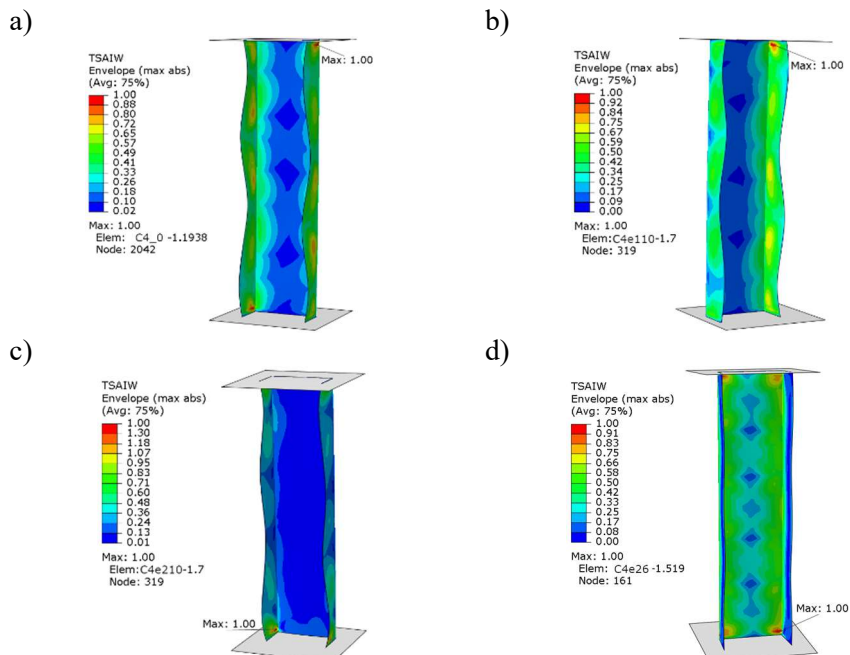 a)
TSAIW
Envelope (max abs)
(Avg: 75%)
1.00
0.88
0.80
0.72
0.65
0.57
0.49
0.41
0.33
0.26
0.18
0.10
0.02
Max: 1.00
Elem: C4_0 -1.1938
Node: 2042
Max: 1.00
b)
TSAIW
Envelope (max abs)
(Avg: 75%)
1.00
0.92
0.84
0.75
0.67
0.59
0.50
0.42
0.34
0.25
0.17
0.09
0.00
Max: 1.00
Elem:C4e110-1.7
Node: 319
Max: 1.00
c)
TSAIW
Envelope (max abs)
(Avg: 75%)
1.00
1.30
1.18
1.07
0.95
0.83
0.71
0.60
0.48
0.36
0.24
0.13
0.01
Max: 1.00
Elem:C4e210-1.7
Node: 319
Max: 1.00
d)
TSAIW
Envelope (max abs)
(Avg: 75%)
1.00
0.91
0.83
0.75
0.66
0.58
0.50
0.42
0.33
0.25
0.17
0.08
0.00
Max: 1.00
Elem: C4e26 -1.519
Node: 161
Max: 1.00